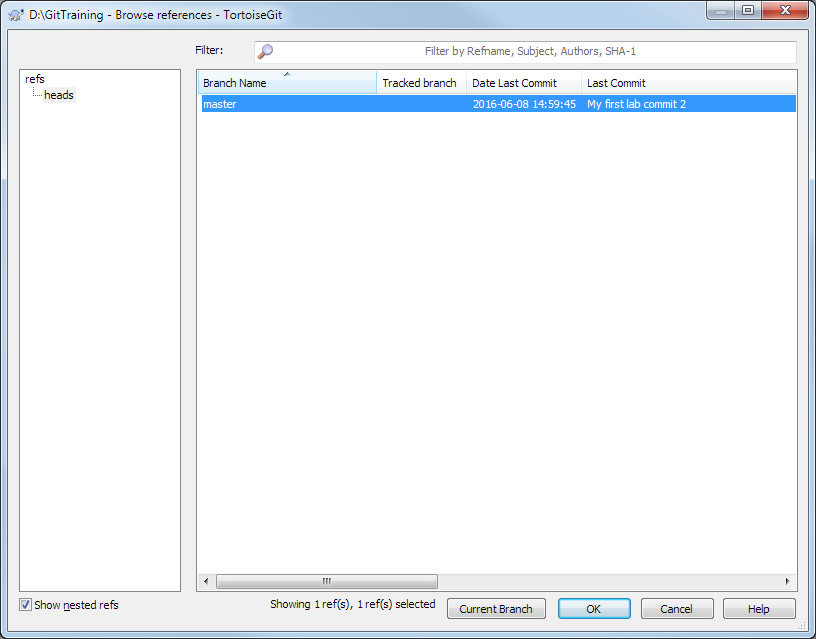 D:\GitTraining - Browse references - TortoiseGit
Filter:
Filter by Refname, Subject, Authors, SHA-1
refs
heads
Branch Name Tracked branch Date Last Commit Last Commit
master 2016-06-08 14:59:45 My first lab commit 2
Show nested refs
Showing 1 ref(s), 1 ref(s) selected
Current Branch
OK
Cancel
Help